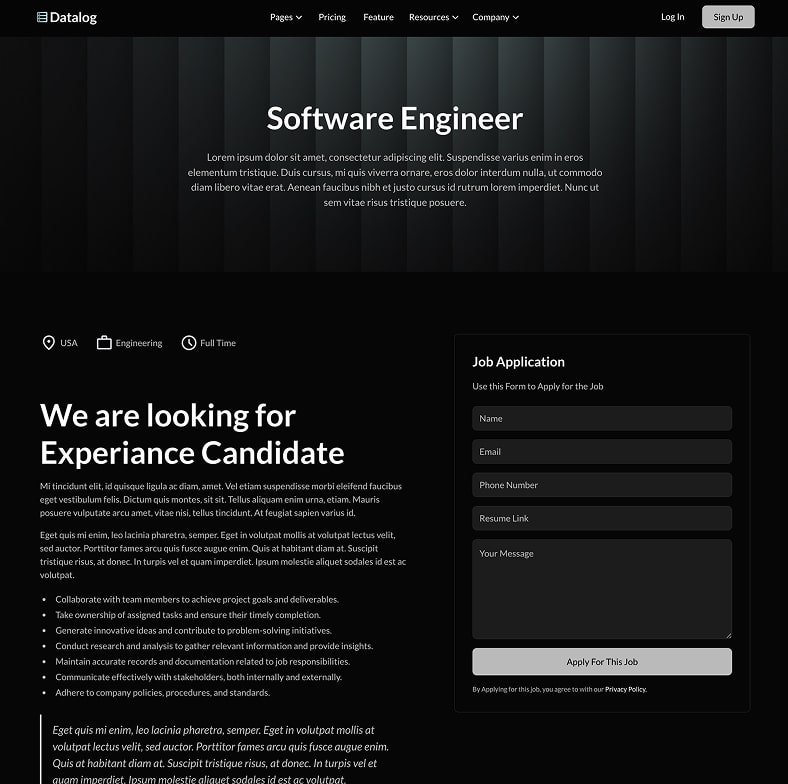 Datalog
Pages Pricing Feature Resources Company
Log In
Sign Up
Software Engineer
Lorem ipsum dolor sit amet, consectetur adipiscing elit. Suspendisse varius enim in eros
elementum tristique. Duis cursus, mi quis viverra ornare, eros dolor interdum nulla, ut commodo
diam libero vitae erat. Aenean faucibus nibh et justo cursus id rutrum lorem imperdiet. Nunc ut
sem vitae risus tristique posuere.
USA Engineering Full Time
We are looking for
Experiance Candidate
Mi tincidunt elit, id quisque ligula ac diam, amet. Vel etiam suspendisse morbi eleifend faucibus
eget vestibulum felis. Dictum quis montes, sit sit. Tellus aliquam enim urna, etiam. Mauris
posuere vulputate arcu amet, vitae nisi, tellus tincidunt. At feugiat sapien varius id.
Eget quis mi enim, leo lacinia pharetra, semper. Eget in volutpat mollis at volutpat lectus velit,
sed auctor. Porttitor fames arcu quis fusce augue enim. Quis at habitant diam at. Suscipit
tristique risus, at donec. In turpis vel et quam imperdiet. Ipsum molestie aliquet sodales id est ac
volutpat.
• Collaborate with team members to achieve project goals and deliverables.
• Take ownership of assigned tasks and ensure their timely completion.
• Generate innovative ideas and contribute to problem-solving initiatives.
• Conduct research and analysis to gather relevant information and provide insights.
• Maintain accurate records and documentation related to job responsibilities.
• Communicate effectively with stakeholders, both internally and externally.
• Adhere to company policies, procedures, and standards.
Eget quis mi enim, leo lacinia pharetra, semper. Eget in volutpat mollis at
volutpat lectus velit, sed auctor. Porttitor fames arcu quis fusce augue enim.
Quis at habitant diam at. Suscipit tristique risus, at donec. In turpis vel et
quam imperdiet. Ipsum molestie aliquet sodales id est ac volutpat.
Job Application
Use this Form to Apply for the Job
Name
Email
Phone Number
Resume Link
Your Message
Apply For This Job
By Applying for this job, you agree to with our Privacy Policy.